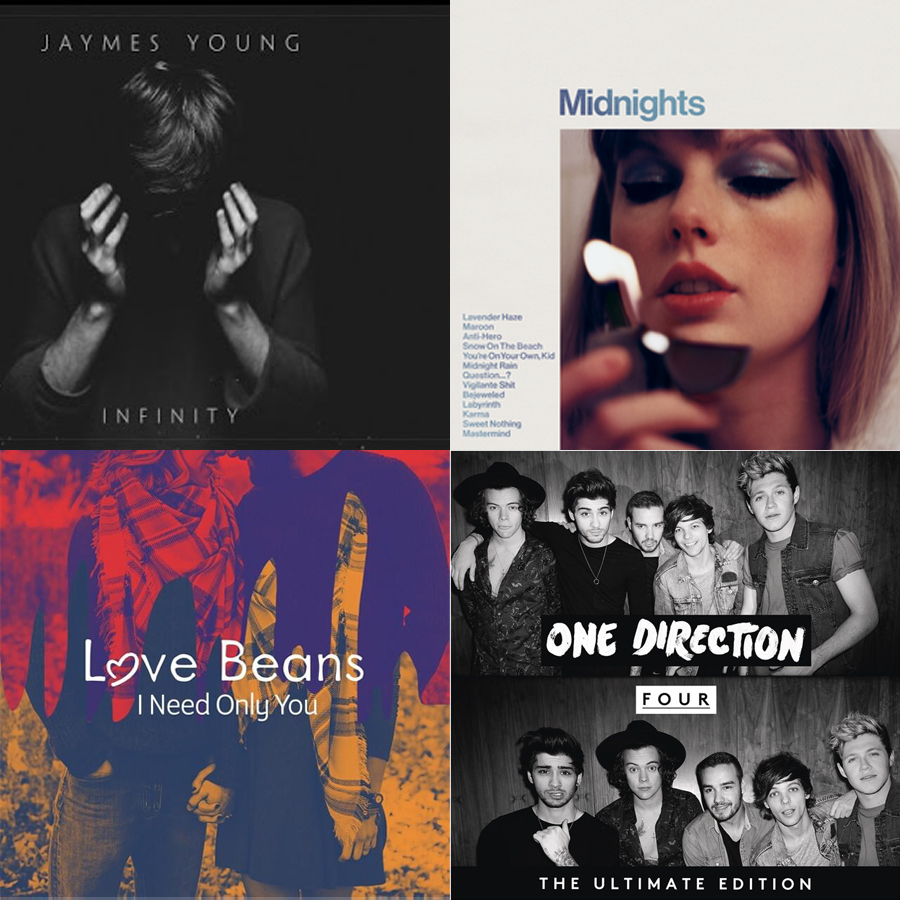 JAYMES YOUNG
INFINITY
Midnights
Lavender Haze
Maroon
Anti-Hero
Snow On The Beach
You're On Your Own, Kid
Midnight Rain
Question...?
Vigilante Shit
Bejeweled
Labyrinth
Karma
Sweet Nothing
Mastermind
Love Beans
I Need Only You
ONE DIRECTION
FOUR
THE ULTIMATE EDITION